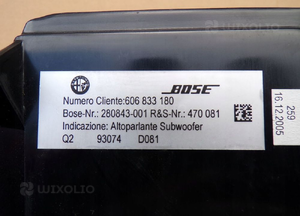 WIXOLIO
BOSE
Numero Cliente:606 833 180
Bose-Nr.: 280843-001 R&S-Nr.: 470 081
Indicazione: Altoparlante Subwoofer
Q2 93074 D081
259
16.12.2005
WIXOLIO